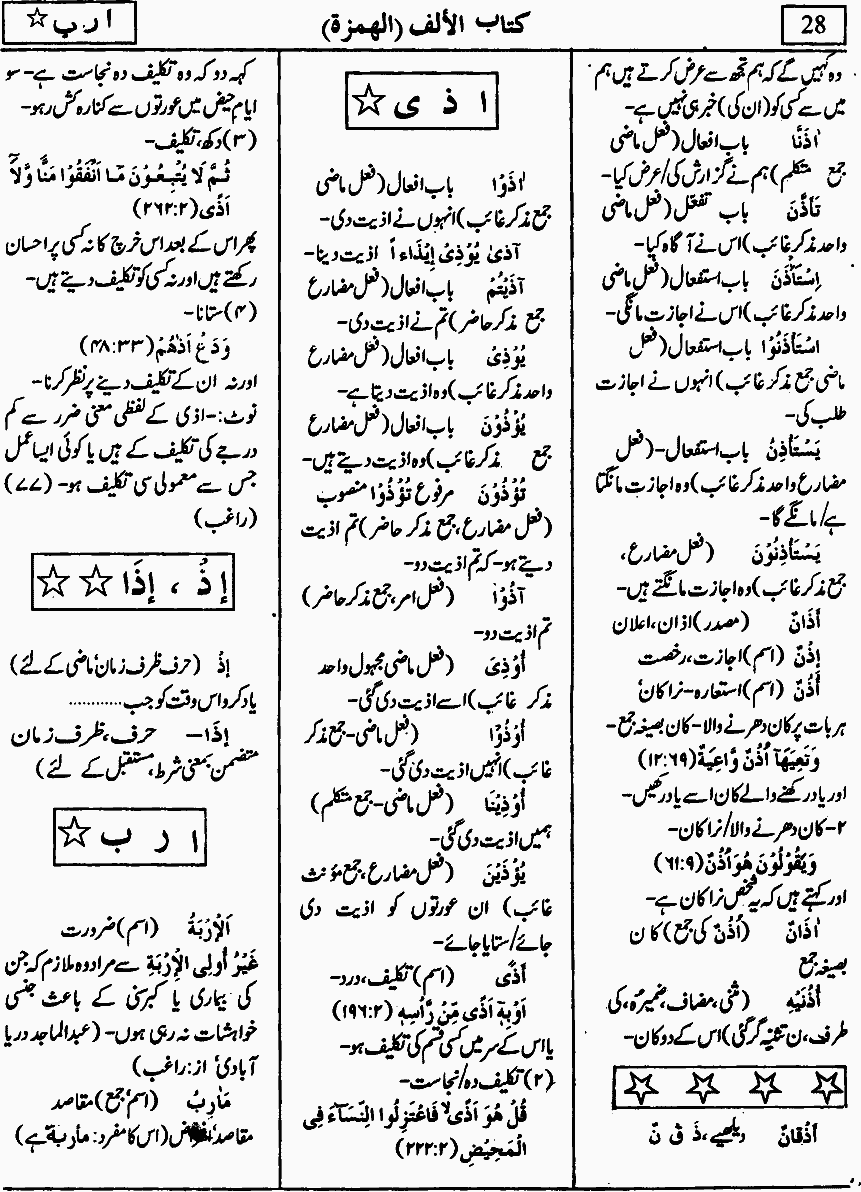 28
كتاب الألف (الهمزة)
ا ر ب ☆
وہ کہیں گے کہ ہم تجھ سے عرض کرتے ہیں ہم
میں سے کسی کو (ان کی) خبر ہی نہیں ہے۔
اٰذَنَّا باب افعال (فعل ماضی
جمع متکلم) ہم نے گزارش کی/عرض کیا۔
تَأَذَّنَ باب تفعّل (فعل ماضی
واحد مذکر غائب) اس نے آگاہ کیا۔
اِسْتَأْذَنَ باب استفعال (فعل ماضی
واحد مذکر غائب) اس نے اجازت مانگی۔
اسْتَأْذَنُوْا باب استفعال (فعل
ماضی جمع مذکر غائب) انہوں نے اجازت
طلب کی۔
يَسْتَأْذِنُ باب استفعال۔ (فعل
مضارع واحد مذکر غائب) وہ اجازت مانگتا
ہے/مانگے گا۔
يَسْتَأْذِنُوْنَ (فعل مضارع،
جمع مذکر غائب) وہ اجازت مانگتے ہیں۔
أَذَانٌ (مصدر) اذان، اعلان
إِذْنٌ (اسم) اجازت، رخصت
أُذُنٌ (اسم) استعارہ۔ نرا کان'
ہر بات پر کان دھرنے والا۔ کان بصیغہ جمع۔
وَتَعِيَهَآ اُذُنٌ وَّاعِيَةٌ (۱۲:۶۹)
اور یاد رکھنے والے کان اسے یاد رکھیں۔
۲۔ کان دھرنے والا/نرا کان۔
وَيَقُوْلُوْنَ هُوَ اُذُنٌ (۶۱:۹)
اور کہتے ہیں کہ یہ شخص نرا کان ہے۔
اٰذَانٌ (اُذُنٌ کی جمع) کان
بصیغہ جمع
أُذُنَيْهِ (مثنی، مضاف، ضمیرہ، کی
طرف، ن تثنیہ گر گئی) اس کے دو کان۔
☆ ☆ ☆ ☆
أَذْقَانٌ دیکھیے، ذَ قَ نٌ
ا ذ ی ☆
اٰذَوْا باب افعال (فعل ماضی
جمع مذکر غائب) انہوں نے اذیت دی۔
آذىٰ يُوْذِىْ إِيْذَاءاً اذیت دینا۔
آذَيْتُمْ باب افعال (فعل مضارع
جمع مذکر حاضر) تم نے اذیت دی۔
يُوْذِىْ باب افعال (فعل مضارع
واحد مذکر غائب) وہ اذیت دیتا ہے۔
يُوْذُوْنَ باب افعال (فعل مضارع
جمع مذکر غائب) وہ اذیت دیتے ہیں۔
تُوْذُوْنَ مرفوع تُوْذُوْا منصوب
(فعل مضارع، جمع مذکر حاضر) تم اذیت
دیتے ہو۔ کہ تم اذیت دو۔
آذُوْا (فعل امر، جمع مذکر حاضر)
تم اذیت دو۔
أُوْذِىَ (فعل ماضی مجہول واحد
مذکر غائب) اسے اذیت دی گئی۔
أُوْذُوْا (فعل ماضی۔ جمع مذکر
غائب) انہیں اذیت دی گئی۔
أُوْذِيْنَا (فعل ماضی۔ جمع متکلم)
ہمیں اذیت دی گئی۔
يُؤْذَيْنَ (فعل مضارع، جمع مؤنث
غائب) ان عورتوں کو اذیت دی
جائے/ستایا جائے۔
أَذًى (اسم) تکلیف، درد۔
اَوْبِهٖٓ اَذًى مِّنْ رَّأْسِهٖ (۱۹۶:۲)
یا اس کے سر میں کسی قسم کی تکلیف ہو۔
(۲) تکلیف دہ/نجاست۔
قُلْ هُوَ اَذًىۙ فَاعْتَزِلُوا النِّسَآءَ فِى
الْمَحِيْضِ (۲۲۲:۲)
کہہ دو کہ وہ تکلیف دہ نجاست ہے۔ سو
ایام حیض میں عورتوں سے کنارہ کش رہو۔
(۳) دکھ، تکلیف۔
ثُمَّ لَا يُتْبِعُوْنَ مَآ اَنْفَقُوْا مَنًّا وَّلَآ
اَذًى (۲۶۲:۲)
پھر اس کے بعد اس خرچ کا نہ کسی پر احسان
رکھتے ہیں اور نہ کسی کو تکلیف دیتے ہیں۔
(۴) ستانا۔
وَدَعْ اَذٰهُمْ (۴۸:۳۳)
اور نہ ان کے تکلیف دینے پر نظر کرنا۔
نوٹ:۔ اذی کے لفظی معنی ضرر سے کم
درجے کی تکلیف کے ہیں یا کوئی ایسا عمل
جس سے معمولی سی تکلیف ہو۔ (۷۷)
(راغب)
إِذْ ، إِذَا ☆ ☆
إِذْ (حرف ظرف زمان' ماضی کے لئے)
یاد کرو اس وقت کو جب............
إِذَا۔ حرف، ظرف زمان
متضمن بمعنی شرط، مستقبل کے لئے)
ا ر ب ☆
اَلْإِرْبَةُ (اسم) ضرورت
غَيْرُ أُولِى الْإِرْبَةِ سے مراد وہ ملازم کہ جن
کی بیماری یا کبر سنی کے باعث جنسی
خواہشات نہ رہی ہوں۔ (عبدالماجد دریا
آبادی' از: راغب)
مَاٰرِبُ (اسم' جمع) مقاصد
مقاصد' (اس کا مفرد: مأربة ہے)